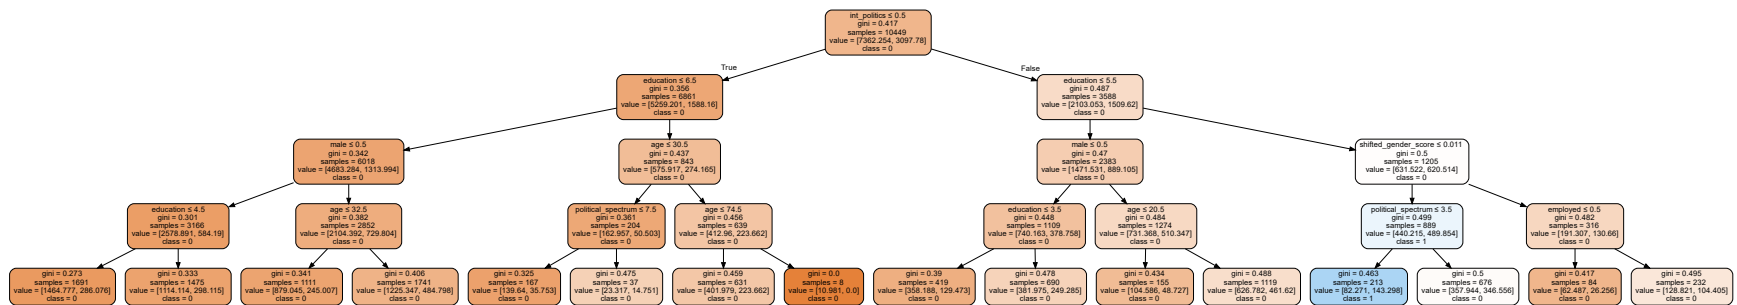 int_politics ≤ 0.5
gini = 0.417
samples = 10449
value = [7362.254, 3097.78]
class = 0
True
False
education ≤ 6.5
gini = 0.356
samples = 6861
value = [5259.201, 1588.16]
class = 0
education ≤ 5.5
gini = 0.487
samples = 3588
value = [2103.053, 1509.62]
class = 0
male ≤ 0.5
gini = 0.342
samples = 6018
value = [4683.284, 1313.994]
class = 0
age ≤ 30.5
gini = 0.437
samples = 843
value = [575.917, 274.165]
class = 0
male ≤ 0.5
gini = 0.47
samples = 2383
value = [1471.531, 889.105]
class = 0
shifted_gender_score ≤ 0.011
gini = 0.5
samples = 1205
value = [631.522, 620.514]
class = 0
education ≤ 4.5
gini = 0.301
samples = 3166
value = [2578.891, 584.19]
class = 0
age ≤ 32.5
gini = 0.382
samples = 2852
value = [2104.392, 729.804]
class = 0
political_spectrum ≤ 7.5
gini = 0.361
samples = 204
value = [162.957, 50.503]
class = 0
age ≤ 74.5
gini = 0.456
samples = 639
value = [412.96, 223.662]
class = 0
education ≤ 3.5
gini = 0.448
samples = 1109
value = [740.163, 378.758]
class = 0
age ≤ 20.5
gini = 0.484
samples = 1274
value = [731.368, 510.347]
class = 0
political_spectrum ≤ 3.5
gini = 0.499
samples = 889
value = [440.215, 489.854]
class = 1
employed ≤ 0.5
gini = 0.482
samples = 316
value = [191.307, 130.66]
class = 0
gini = 0.273
samples = 1691
value = [1464.777, 286.076]
class = 0
gini = 0.333
samples = 1475
value = [1114.114, 298.115]
class = 0
gini = 0.341
samples = 1111
value = [879.045, 245.007]
class = 0
gini = 0.406
samples = 1741
value = [1225.347, 484.798]
class = 0
gini = 0.325
samples = 167
value = [139.64, 35.753]
class = 0
gini = 0.475
samples = 37
value = [23.317, 14.751]
class = 0
gini = 0.459
samples = 631
value = [401.979, 223.662]
class = 0
gini = 0.0
samples = 8
value = [10.981, 0.0]
class = 0
gini = 0.39
samples = 419
value = [358.188, 129.473]
class = 0
gini = 0.478
samples = 690
value = [381.975, 249.285]
class = 0
gini = 0.434
samples = 155
value = [104.586, 48.727]
class = 0
gini = 0.488
samples = 1119
value = [626.782, 461.62]
class = 0
gini = 0.463
samples = 213
value = [82.271, 143.298]
class = 1
gini = 0.5
samples = 676
value = [357.944, 346.556]
class = 0
gini = 0.417
samples = 84
value = [62.487, 26.256]
class = 0
gini = 0.495
samples = 232
value = [128.821, 104.405]
class = 0